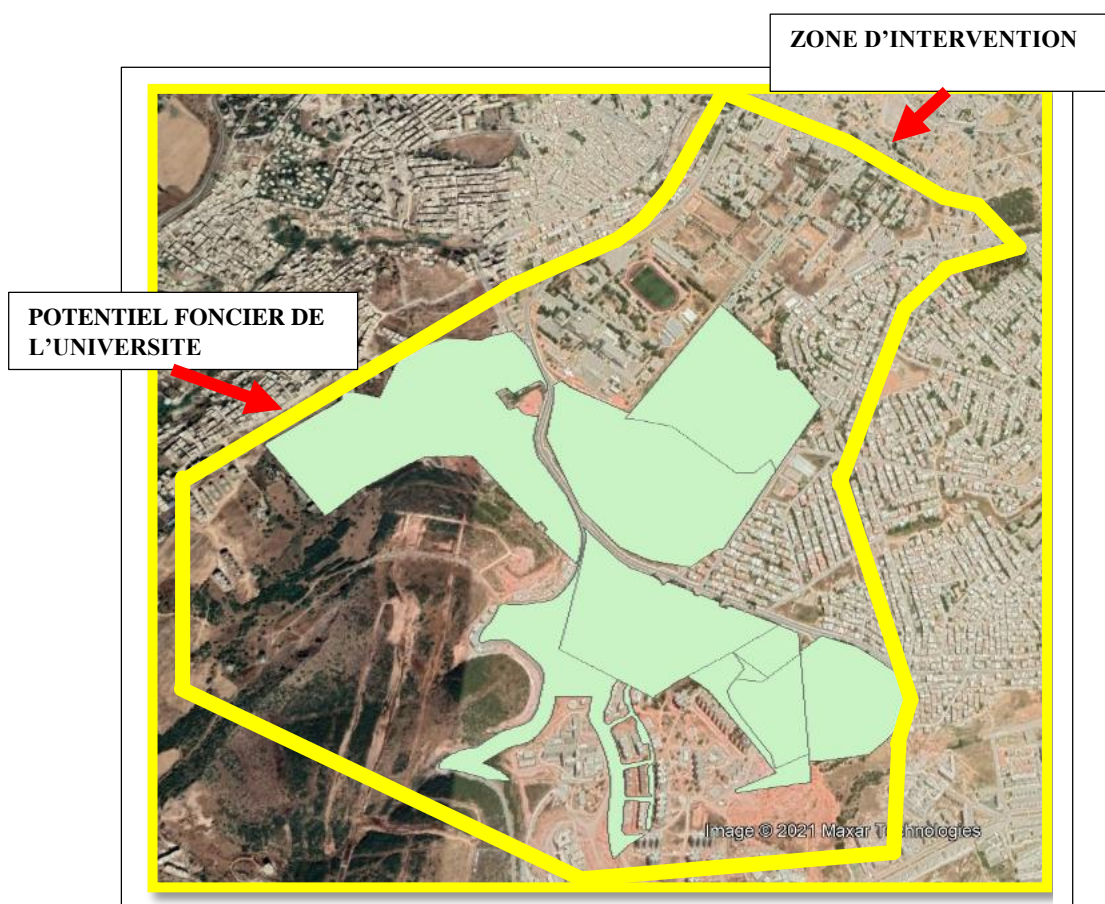 ZONE D'INTERVENTION
POTENTIEL FONCIER DE
L'UNIVERSITE
Image © 2021 Maxar Technologies